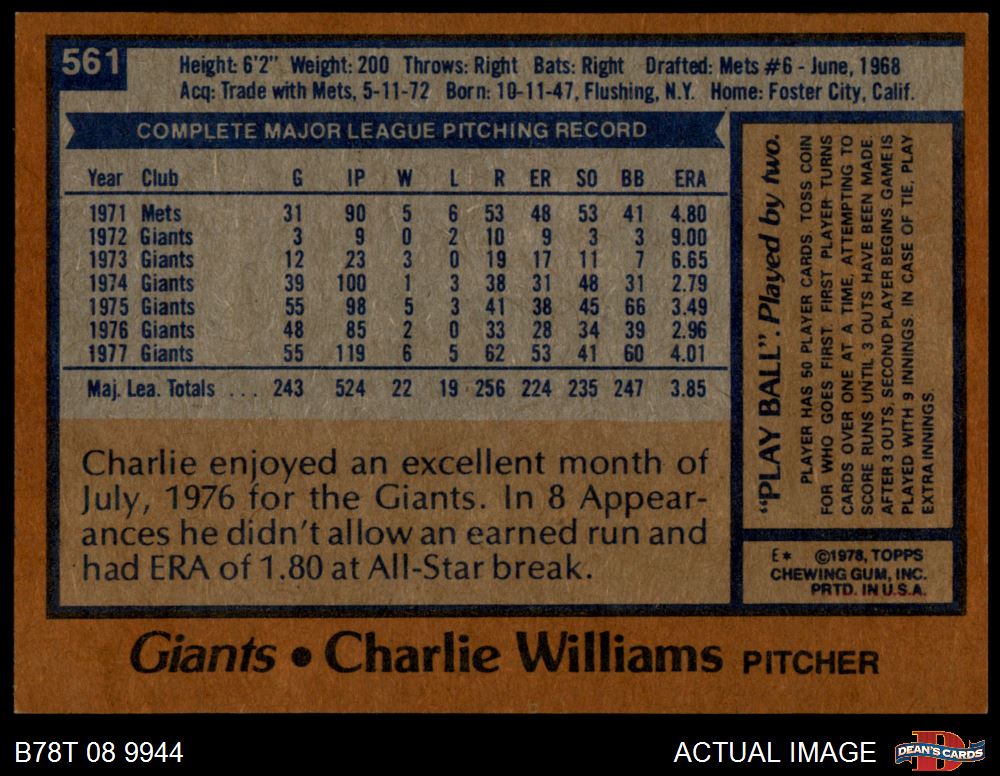 561
Height: 6'2" Weight: 200 Throws: Right Bats: Right Drafted: Mets #6 - June, 1968
Acq: Trade with Mets, 5-11-72 Born: 10-11-47, Flushing, N.Y. Home: Foster City, Calif.
COMPLETE MAJOR LEAGUE PITCHING RECORD
Year Club G IP W L R ER SO BB ERA
1971 Mets 31 90 5 6 53 48 53 41 4.80
1972 Giants 3 9 0 2 10 9 3 3 9.00
1973 Giants 12 23 3 0 19 17 11 7 6.65
1974 Giants 39 100 1 3 38 31 48 31 2.79
1975 Giants 55 98 5 3 41 38 45 66 3.49
1976 Giants 48 85 2 0 33 28 34 39 2.96
1977 Giants 55 119 6 5 62 53 41 60 4.01
Maj. Lea. Totals . . . 243 524 22 19 256 224 235 247 3.85
Charlie enjoyed an excellent month of
July, 1976 for the Giants. In 8 Appear-
ances he didn't allow an earned run and
had ERA of 1.80 at All-Star break.
"PLAY BALL". Played by two.
PLAYER HAS 50 PLAYER CARDS. TOSS COIN
FOR WHO GOES FIRST. FIRST PLAYER TURNS
CARDS OVER ONE AT A TIME, ATTEMPTING TO
SCORE RUNS UNTIL 3 OUTS HAVE BEEN MADE.
AFTER 3 OUTS, SECOND PLAYER BEGINS. GAME IS
PLAYED WITH 9 INNINGS. IN CASE OF TIE, PLAY
EXTRA INNINGS.
E* ©1978, TOPPS
CHEWING GUM, INC.
PRTD. IN U.S.A.
Giants • Charlie Williams PITCHER
B78T 08 9944
ACTUAL IMAGE
DEAN'S CARDS